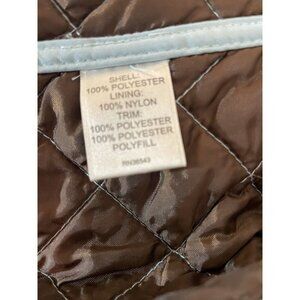 SHELL:
100% POLYESTER
LINING:
100% NYLON
TRIM:
100% POLYESTER
100% POLYESTER
POLYFILL
RN36543